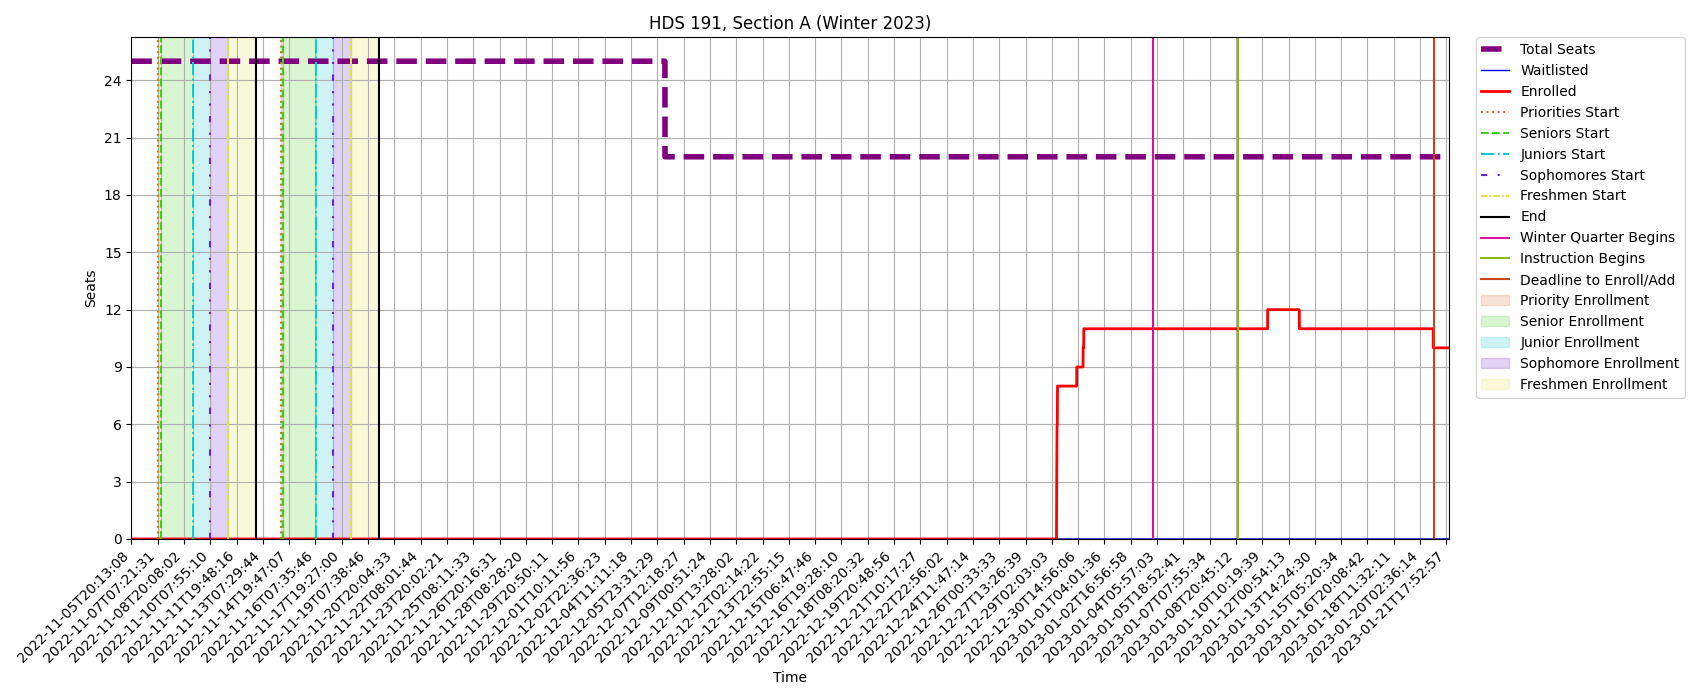 HDS 191, Section A (Winter 2023)
Seats
24
21
18
15
12
9
6
3
0
2022-11-05T20:13:08
2022-11-07T07:21:31
2022-11-08T20:08:02
2022-11-10T07:55:10
2022-11-11T19:48:16
2022-11-13T07:29:44
2022-11-14T19:47:07
2022-11-16T07:35:46
2022-11-17T19:27:00
2022-11-19T07:38:46
2022-11-20T20:04:33
2022-11-22T08:01:44
2022-11-23T20:02:21
2022-11-25T08:11:33
2022-11-26T20:16:31
2022-11-28T08:28:20
2022-11-29T20:50:11
2022-12-01T10:11:56
2022-12-02T22:36:23
2022-12-04T11:11:18
2022-12-05T23:31:29
2022-12-07T12:18:27
2022-12-09T00:51:24
2022-12-10T13:28:02
2022-12-12T02:14:22
2022-12-13T22:55:15
2022-12-15T06:47:46
2022-12-16T19:28:10
2022-12-18T08:20:32
2022-12-19T20:48:56
2022-12-21T10:17:27
2022-12-22T22:56:02
2022-12-24T11:47:14
2022-12-26T00:33:33
2022-12-27T13:26:39
2022-12-29T02:03:03
2022-12-30T14:56:06
2023-01-01T04:01:36
2023-01-02T16:56:58
2023-01-04T05:57:03
2023-01-05T18:52:41
2023-01-07T07:55:34
2023-01-08T20:45:12
2023-01-10T10:19:39
2023-01-12T00:54:13
2023-01-13T14:24:30
2023-01-15T05:20:34
2023-01-16T20:08:42
2023-01-18T11:32:11
2023-01-20T02:36:14
2023-01-21T17:52:57
Time
Total Seats
Waitlisted
Enrolled
Priorities Start
Seniors Start
Juniors Start
Sophomores Start
Freshmen Start
End
Winter Quarter Begins
Instruction Begins
Deadline to Enroll/Add
Priority Enrollment
Senior Enrollment
Junior Enrollment
Sophomore Enrollment
Freshmen Enrollment